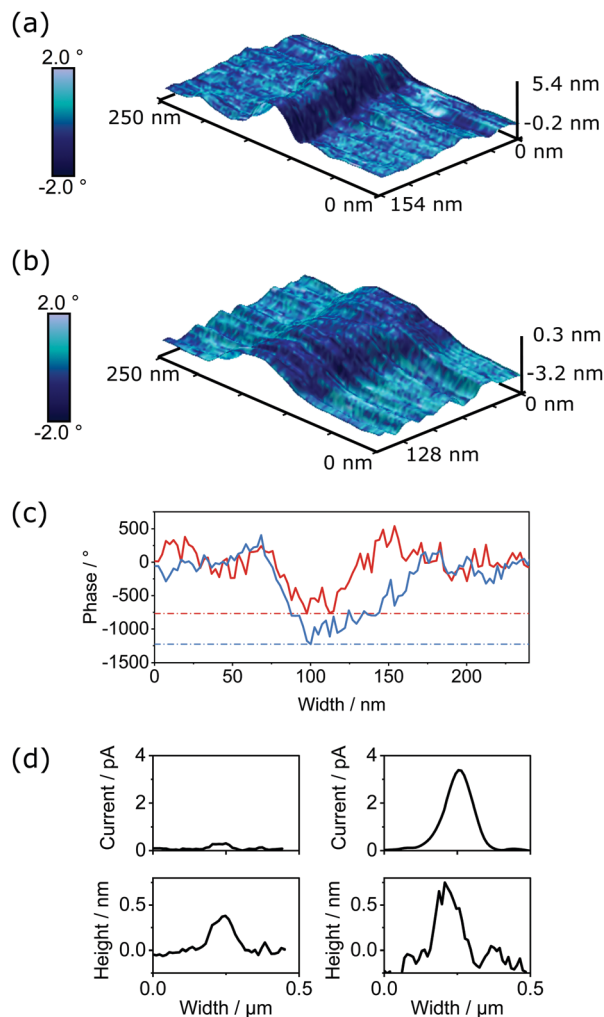 (a)
2.0 °
-2.0 °
250 nm
0 nm
154 nm
5.4 nm
-0.2 nm
0 nm
(b)
2.0 °
-2.0 °
250 nm
0 nm
128 nm
0.3 nm
-3.2 nm
0 nm
(c)
Phase / °
500
0
-500
-1000
-1500
0 50 100 150 200
Width / nm
(d)
Current / pA
4
2
0
Current / pA
4
2
0
Height / nm
0.5
0.0
0.0 0.5
Width / µm
Height / nm
0.5
0.0
0.0 0.5
Width / µm